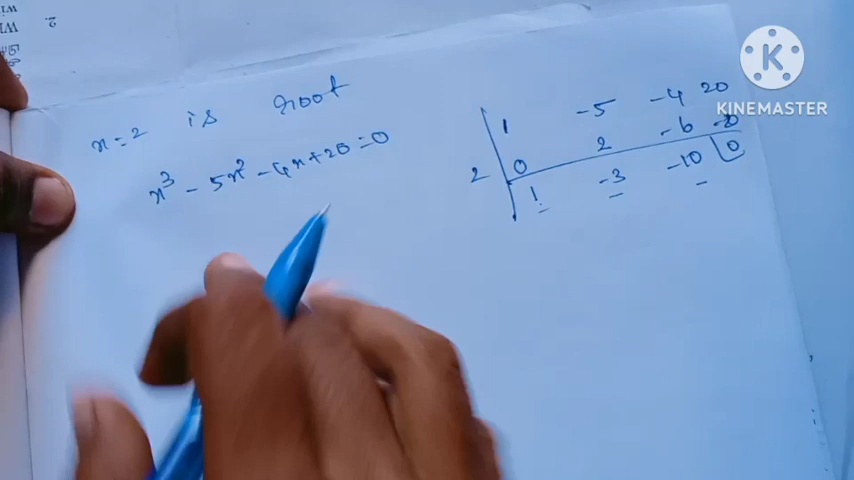 x=2 is root
x³ - 5x² - 4x + 20 = 0
1 -5 -4 20
2 0 2 -6 -20
1 -3 -10 0
KINEMASTER
2.